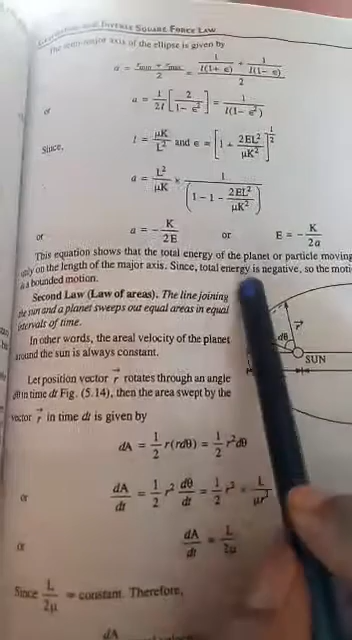 Gravitation and Inverse Square Force Law
The semi-major axis of the ellipse is given by
a = (r_min + r_max)/2 = (1/(l(1+ ϵ)) + 1/(l(1− ϵ)))/2
or a = 1/2l [2/(1− ϵ²)] = 1/(l(1− ϵ²))
Since, l = μK/L² and ϵ = [1 + 2EL²/μK²]^(1/2)
a = L²/μK × 1/(1−1−2EL²/μK²)
or a = −K/2E or E = −K/2a
This equation shows that the total energy of the planet or particle moving
only on the length of the major axis. Since, total energy is negative, so the moti
is a bounded motion.
Second Law (Law of areas). The line joining
the sun and a planet sweeps out equal areas in equal
intervals of time.
In other words, the areal velocity of the planet
around the sun is always constant.
Let position vector r⃗ rotates through an angle
dθ in time dt Fig. (5.14), then the area swept by the
vector r⃗ in time dt is given by
dA = 1/2 r(rdθ) = 1/2 r²dθ
or dA/dt = 1/2 r² dθ/dt = 1/2 r² · L/μr²
or dA/dt = L/2μ
Since L/2μ = constant. Therefore,
dA
r⃗
dθ
SUN